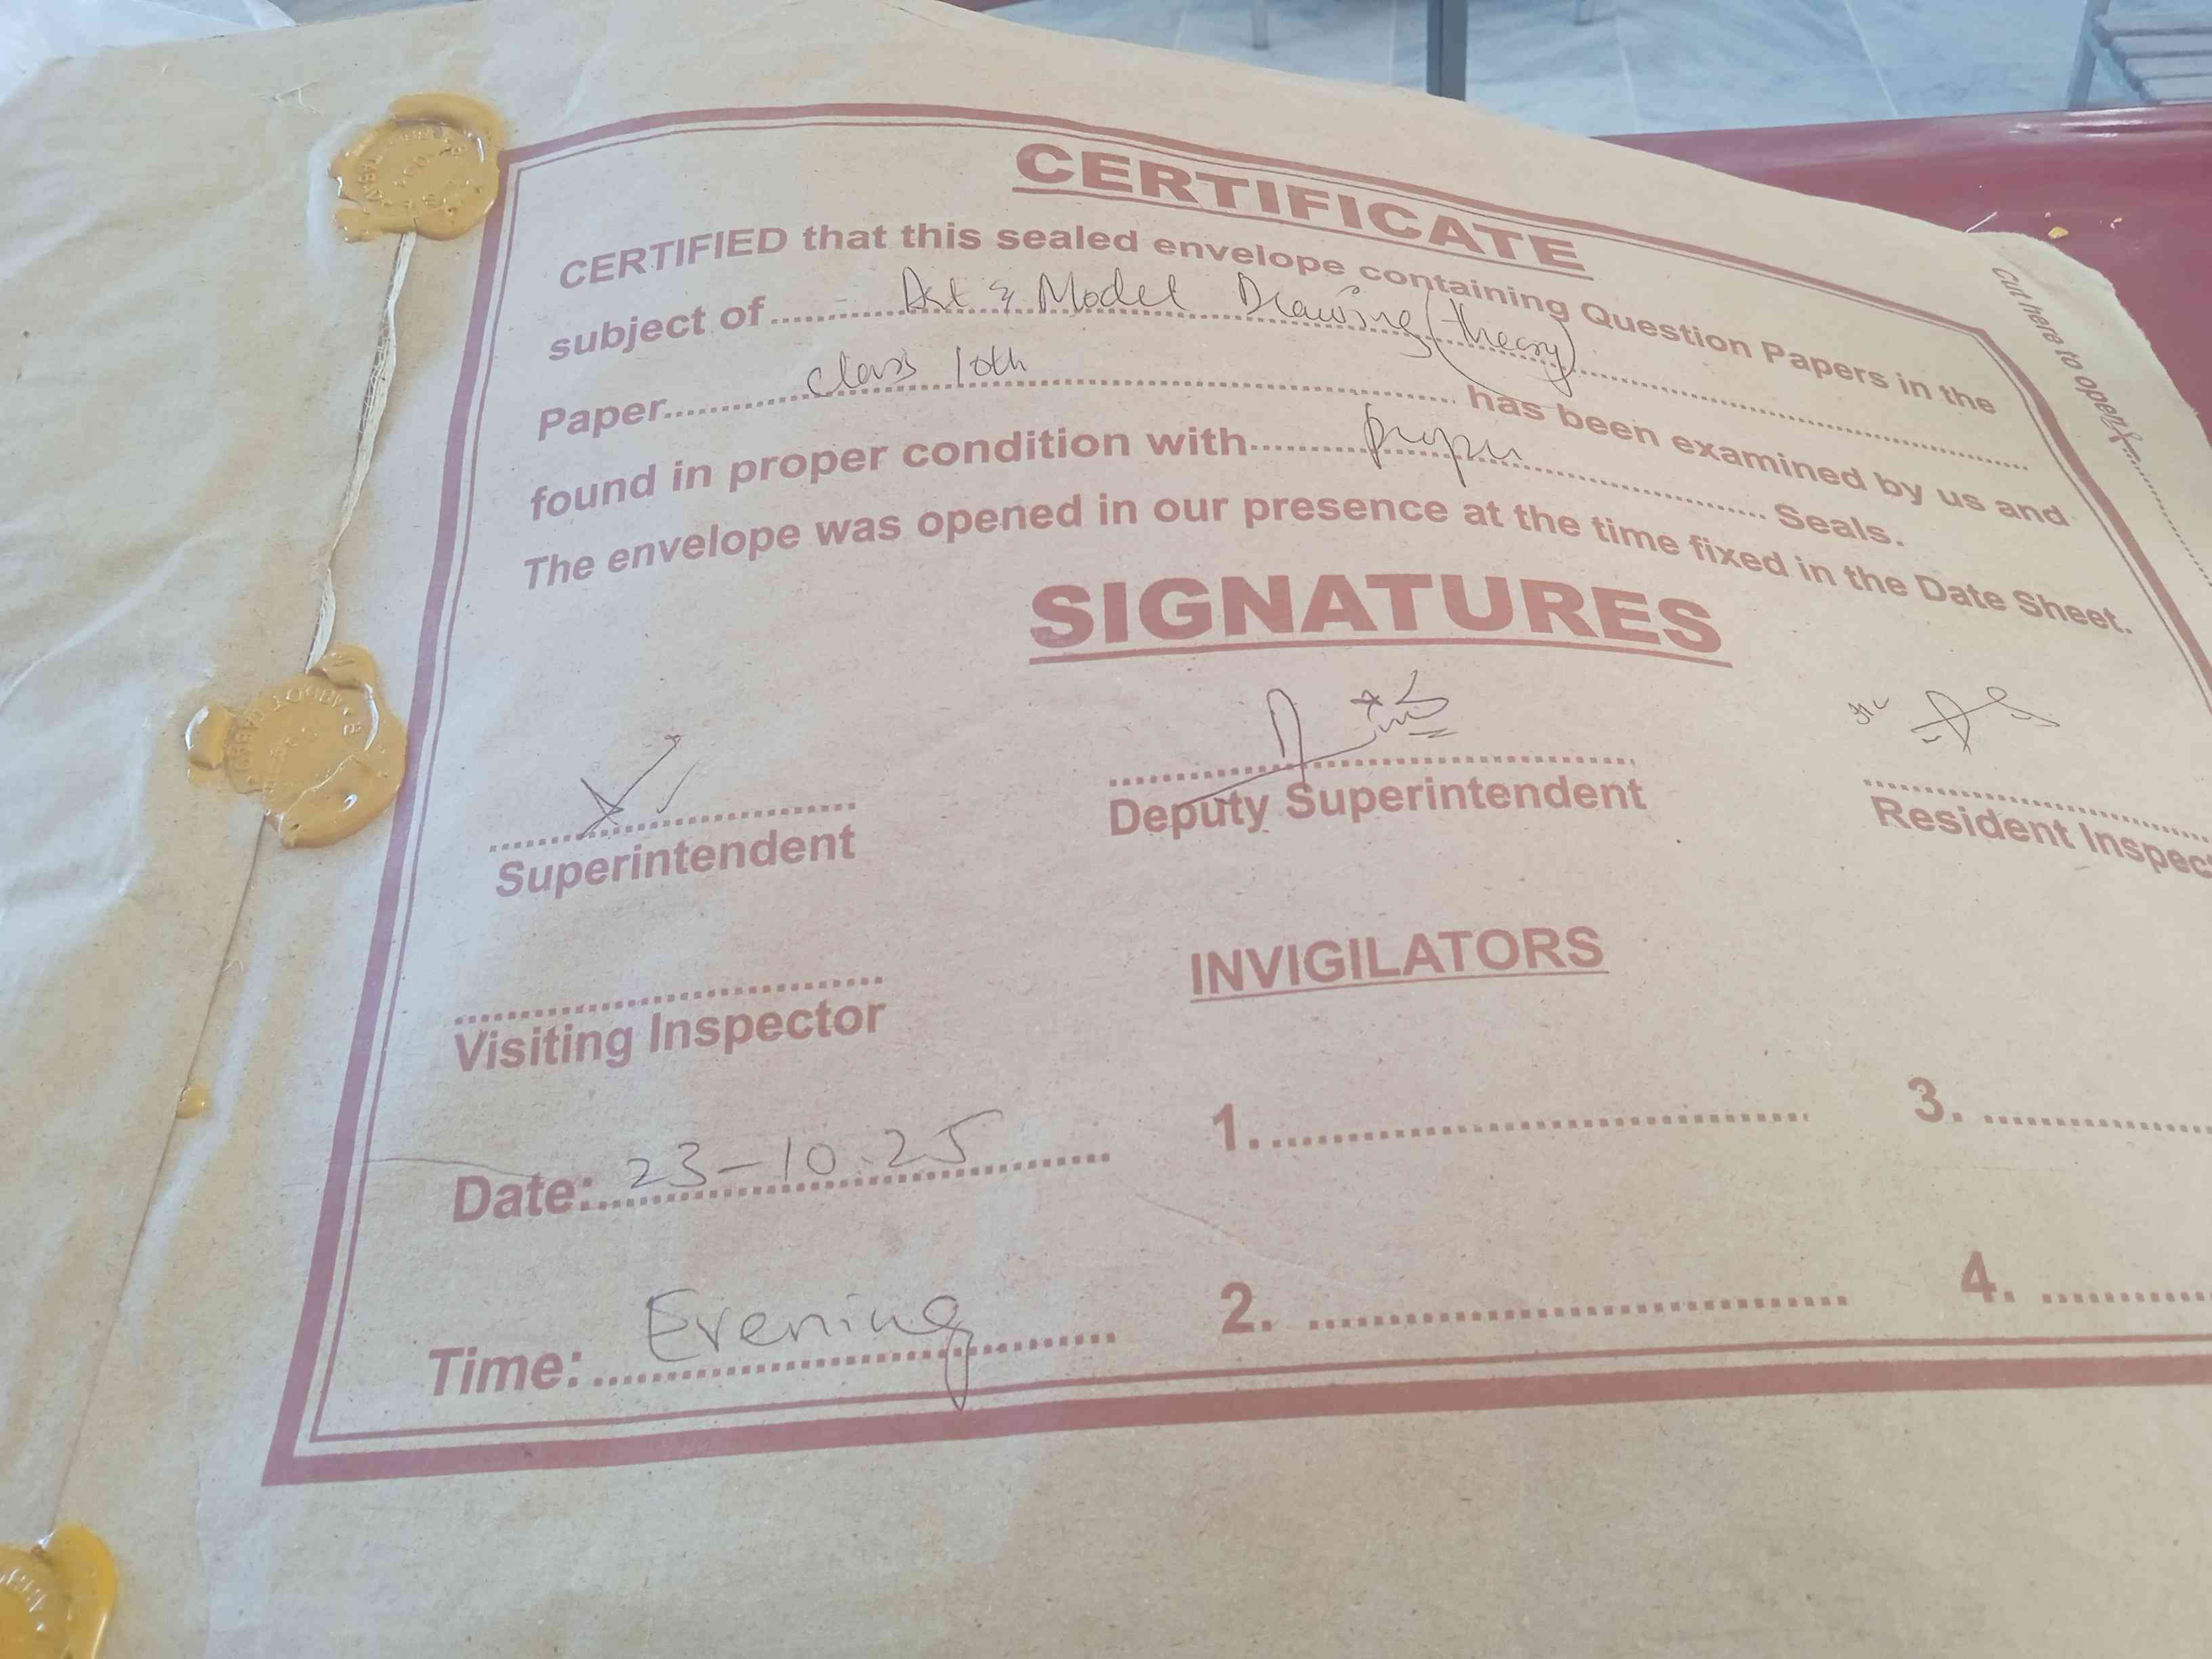 CERTIFICATE
CERTIFIED that this sealed envelope containing Question Papers in the
subject of ........ Art & Model Drawing (theory) ........
Paper ........ class 10th ........ has been examined by us and
found in proper condition with ........ proper ........ Seals.
The envelope was opened in our presence at the time fixed in the Date Sheet.
SIGNATURES
Superintendent
Deputy Superintendent
Resident Inspec
Visiting Inspector
INVIGILATORS
Date: 23-10.25
1. ........
3. ........
Time: Evening
2. ........
4. ........
Cut here to open